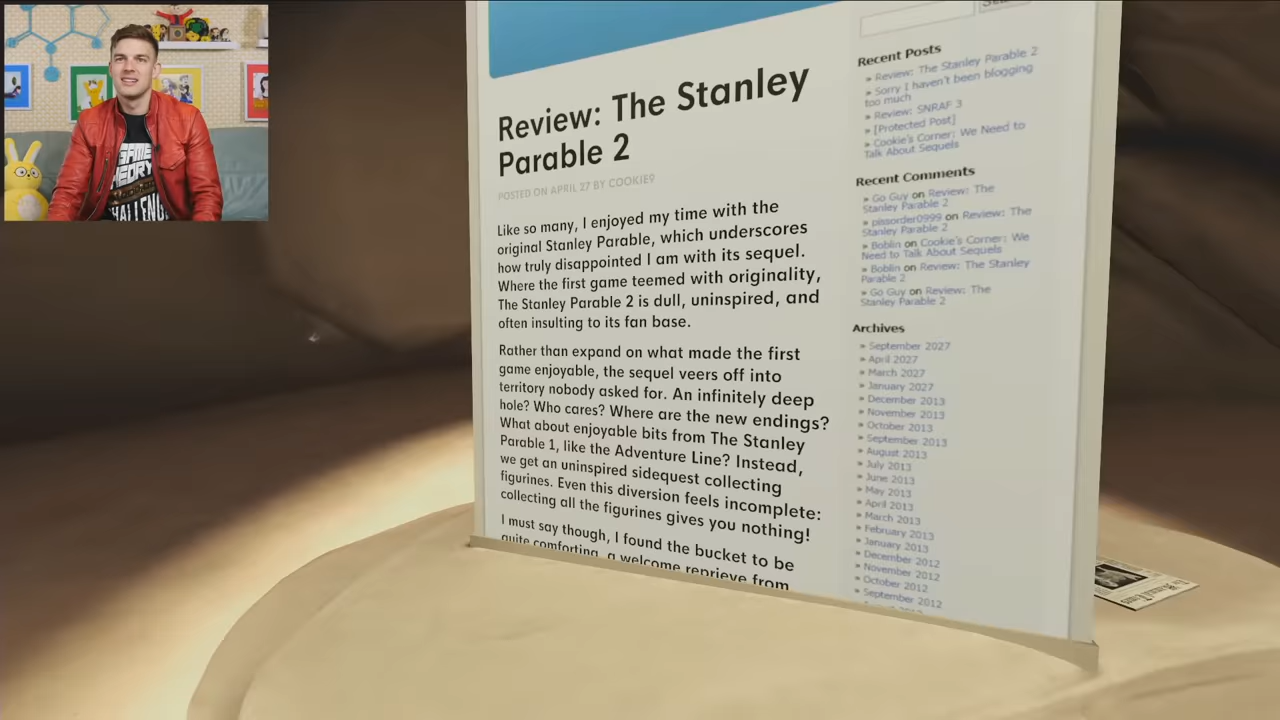 GAME
THEORY
CHALLENG
Review: The Stanley
Parable 2
POSTED ON APRIL 27 BY COOKIE9
Like so many, I enjoyed my time with the
original Stanley Parable, which underscores
how truly disappointed I am with its sequel.
Where the first game teemed with originality,
The Stanley Parable 2 is dull, uninspired, and
often insulting to its fan base.
Rather than expand on what made the first
game enjoyable, the sequel veers off into
territory nobody asked for. An infinitely deep
hole? Who cares? Where are the new endings?
What about enjoyable bits from The Stanley
Parable 1, like the Adventure Line? Instead,
we get an uninspired sidequest collecting
figurines. Even this diversion feels incomplete:
collecting all the figurines gives you nothing!
I must say though, I found the bucket to be
quite comforting, a welcome reprieve from
Recent Posts
» Review: The Stanley Parable 2
» Sorry I haven't been blogging
too much
» Review: SNRAF 3
» [Protected Post]
» Cookie's Corner: We Need to
Talk About Sequels
Recent Comments
» Go Guy on Review: The
Stanley Parable 2
» pissorder0999 on Review: The
Stanley Parable 2
» Boblin on Cookie's Corner: We
Need to Talk About Sequels
» Boblin on Review: The Stanley
Parable 2
» Go Guy on Review: The
Stanley Parable 2
Archives
» September 2027
» April 2027
» March 2027
» January 2027
» December 2013
» November 2013
» October 2013
» September 2013
» August 2013
» July 2013
» June 2013
» May 2013
» April 2013
» March 2013
» February 2013
» January 2013
» December 2012
» November 2012
» October 2012
» September 2012